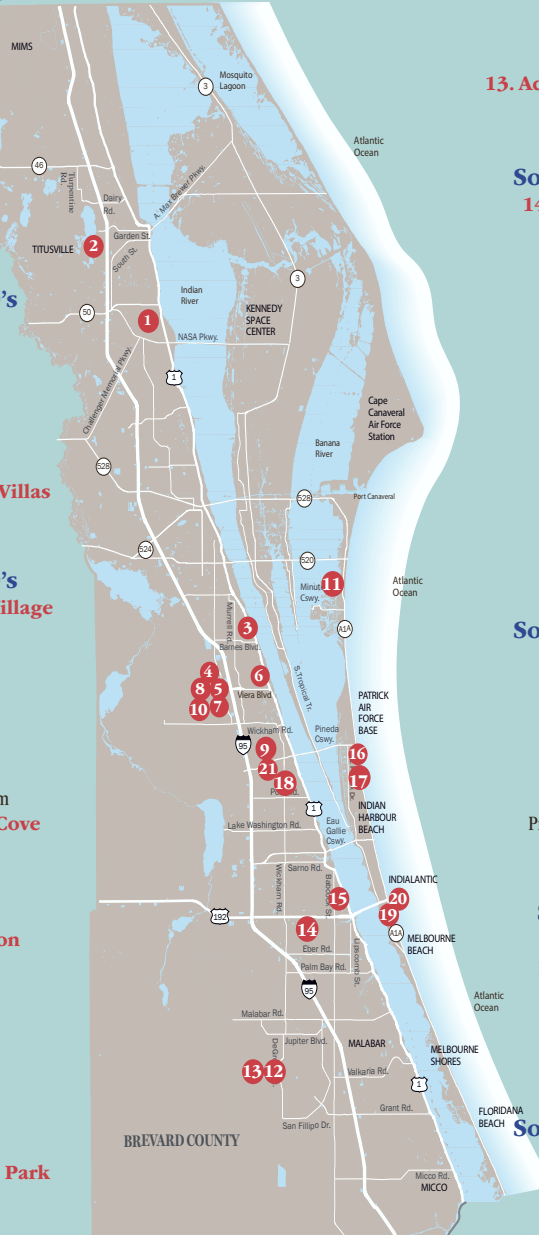 MIMS
3
Mosquito
Lagoon
13. Ac
Atlantic
Ocean
46
Turpentine
Rd.
A. Max Brewer Pkwy.
So
14
Dairy
Rd.
Garden St.
TITUSVILLE
2
South St.
3
Indian
River
’s
50
1
KENNEDY
SPACE
CENTER
NASA Pkwy.
Challenger Memorial Pkwy.
1
Cape
Canaveral
Air Force
Station
Banana
River
528
Villas
528
Port Canaveral
524
520
’s
Minut
Cswy.
11
Atlantic
Ocean
illage
Murrell Rd.
3
A1A
So
Barnes Blvd.
4
6
S.Tropical Tr.
8
5
Viera Blvd
PATRICK
AIR
FORCE
BASE
10
7
Wickham Rd.
Pineda
Cswy.
95
9
16
21
17
18
m
1
Cove
Lake Washington Rd.
Eau
Gallie
Cswy.
INDIAN
HARBOUR
BEACH
Sarno Rd.
Wickham Rd.
Babcock St.
INDIALANTIC
15
20
192
19
14
A1A
on
MELBOURNE
BEACH
Eber Rd.
Lipscomb St.
Palm Bay Rd.
95
Atlantic
Ocean
Malabar Rd.
Jupiter Blvd.
MALABAR
MELBOURNE
SHORES
13
12
Valkaria Rd.
1
Grant Rd.
FLORIDANA
BEACH
San Fillipo Dr.
So
BREVARD COUNTY
Park
Micco Rd.
MICCO